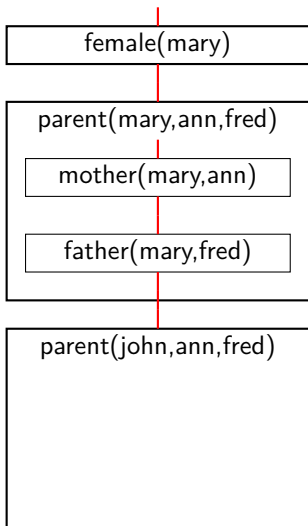 female(mary)
parent(mary,ann,fred)
mother(mary,ann)
father(mary,fred)
parent(john,ann,fred)